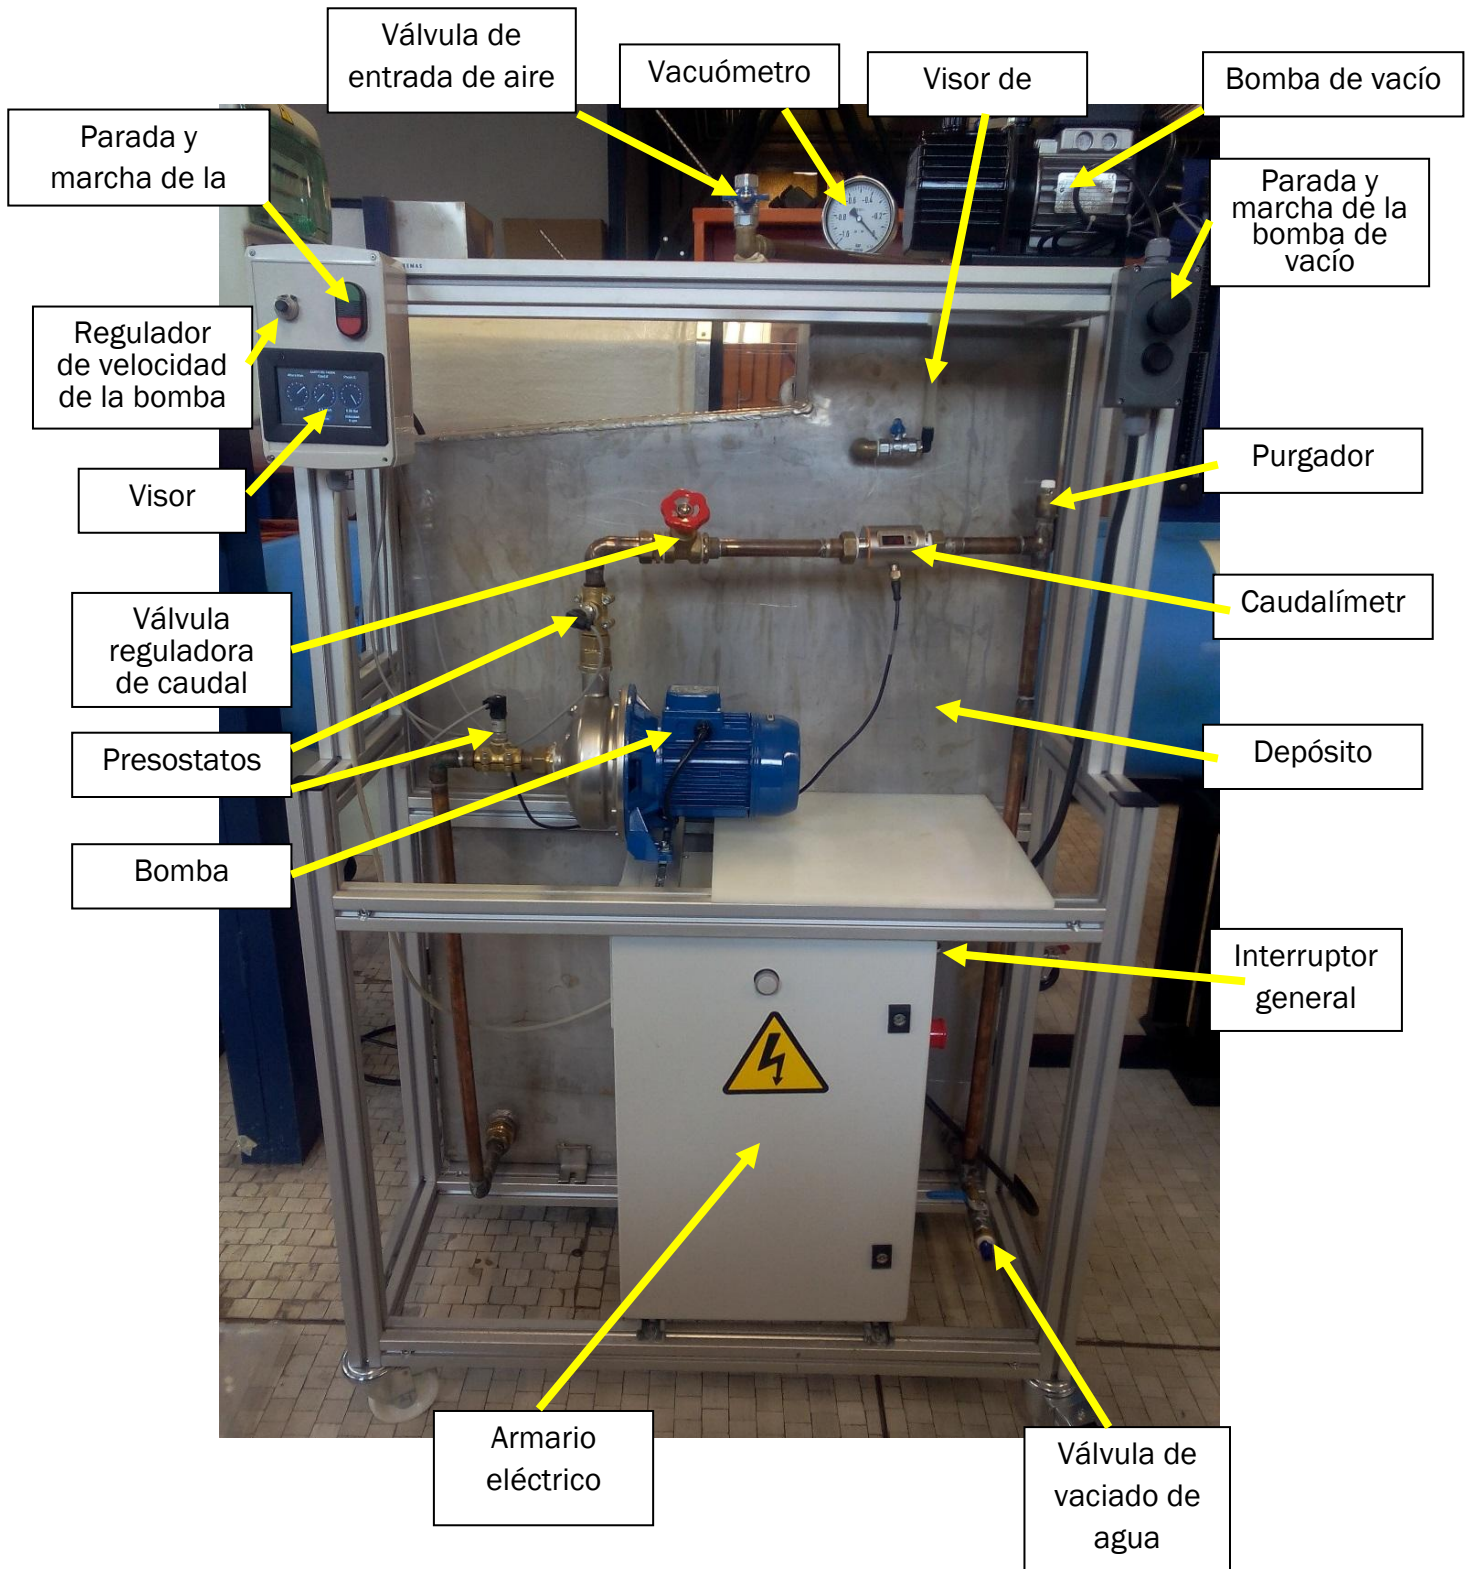 Válvula de
entrada de aire
Vacuómetro
Visor de
Bomba de vacío
Parada y
marcha de la
Parada y
marcha de la
bomba de
vacío
Regulador
de velocidad
de la bomba
Visor
Purgador
Válvula
reguladora
de caudal
Caudalímetr
Presostatos
Depósito
Bomba
Interruptor
general
Armario
eléctrico
Válvula de
vaciado de
agua